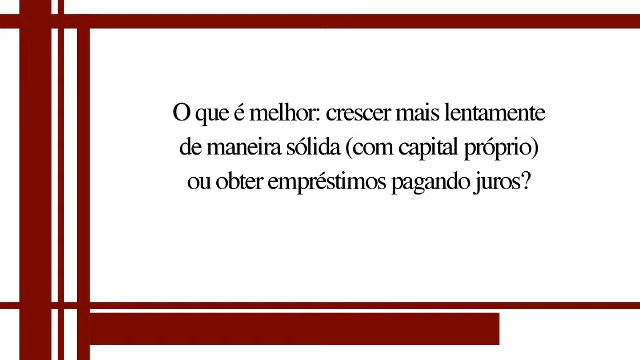 O que é melhor: crescer mais lentamente
de maneira sólida (com capital próprio)
ou obter empréstimos pagando juros?